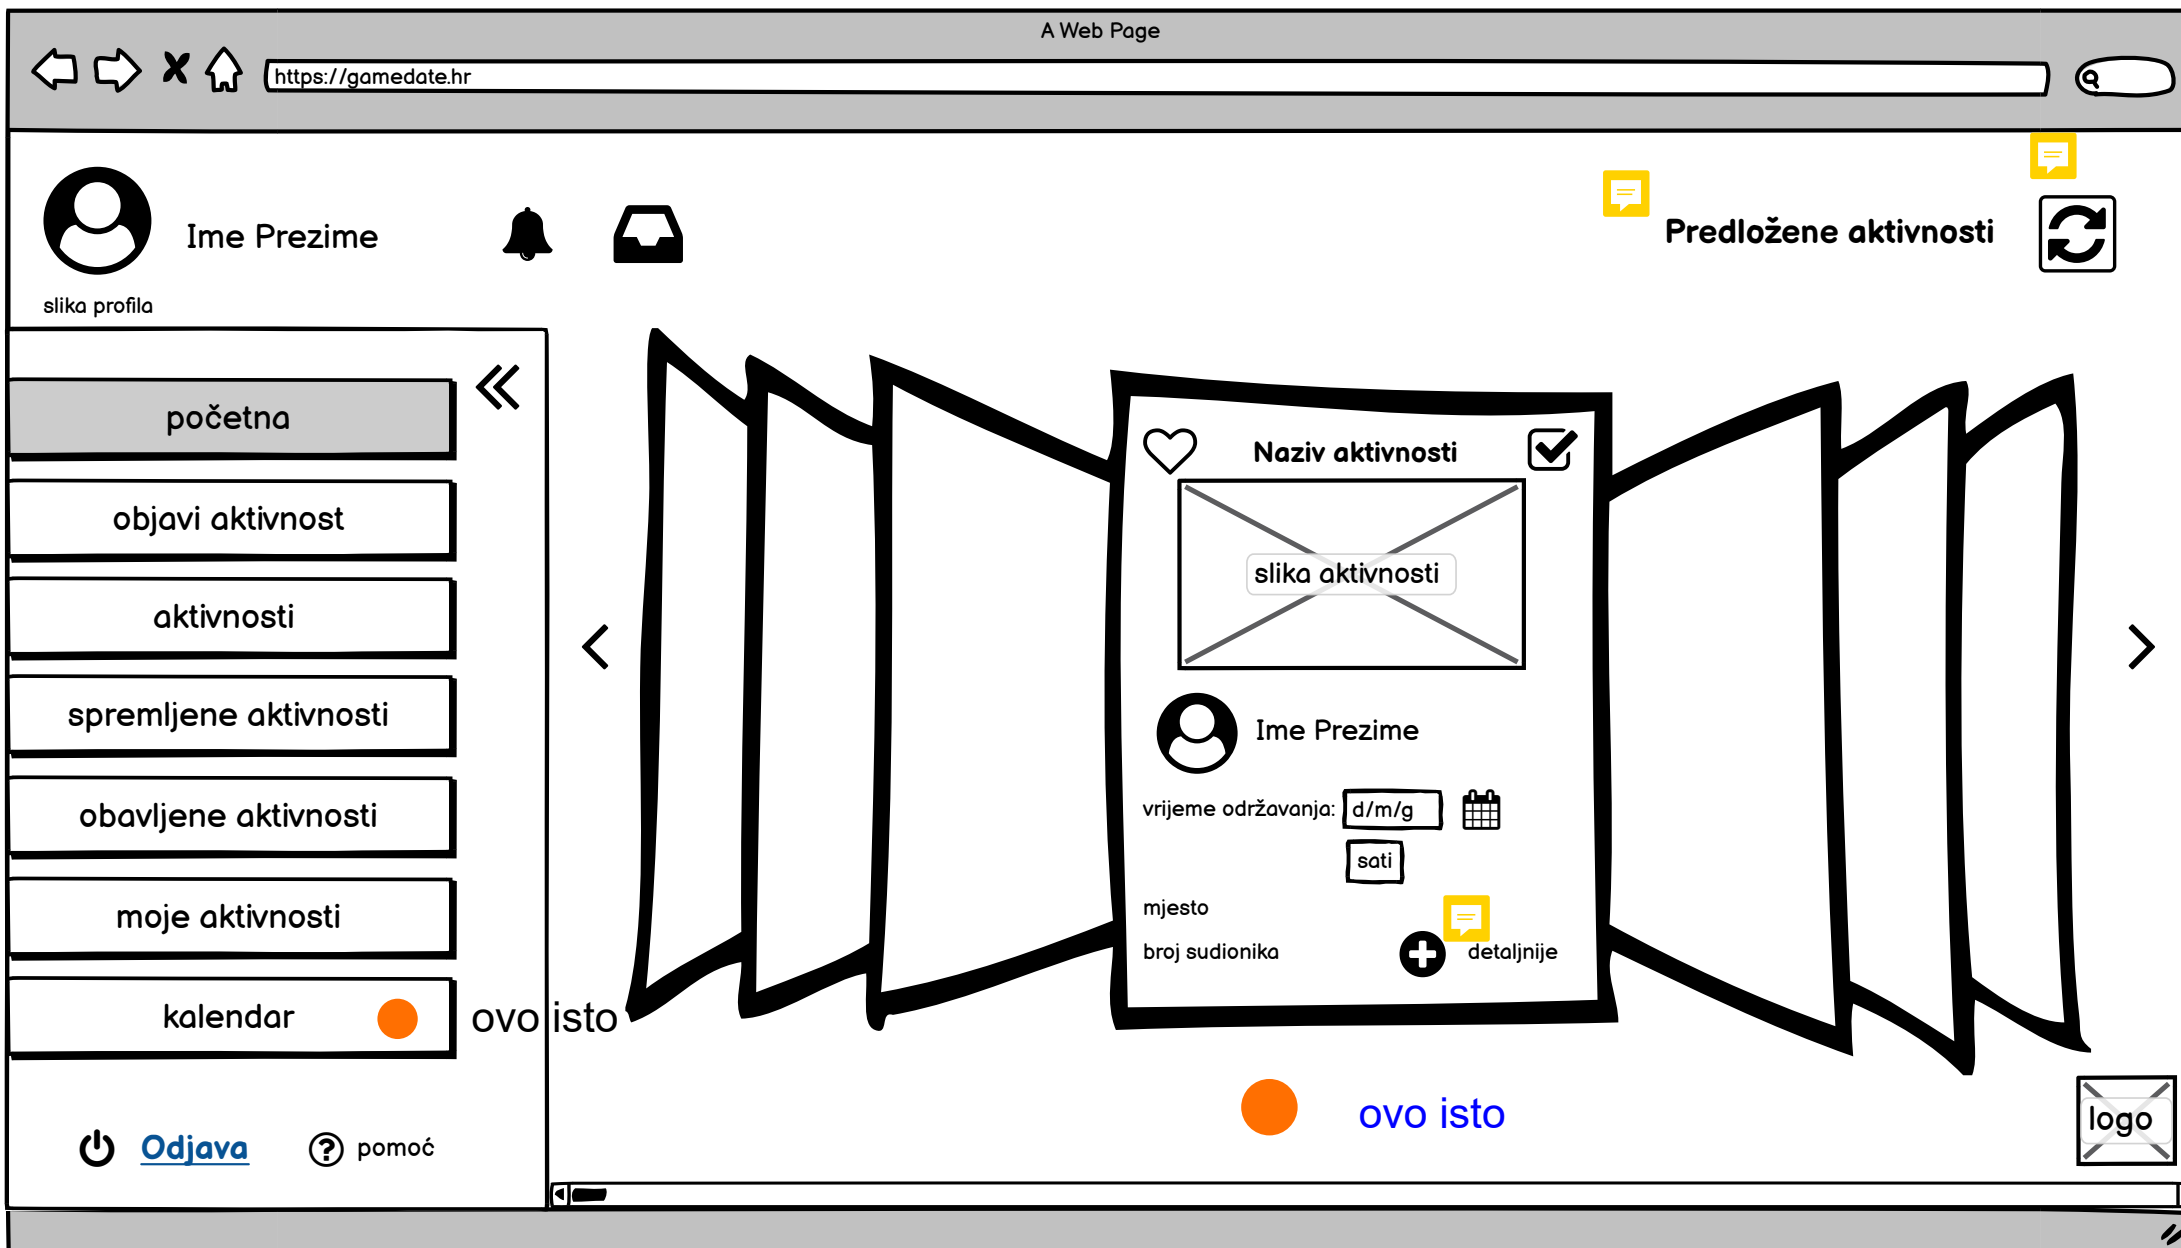 A Web Page
https://gamedate.hr
Ime Prezime
Predložene aktivnosti
slika profila
početna
objavi aktivnost
aktivnosti
spremljene aktivnosti
obavljene aktivnosti
moje aktivnosti
kalendar
ovo isto
Odjava
pomoć
Naziv aktivnosti
slika aktivnosti
Ime Prezime
vrijeme održavanja: d/m/g
sati
mjesto
broj sudionika
detaljnije
ovo isto
logo